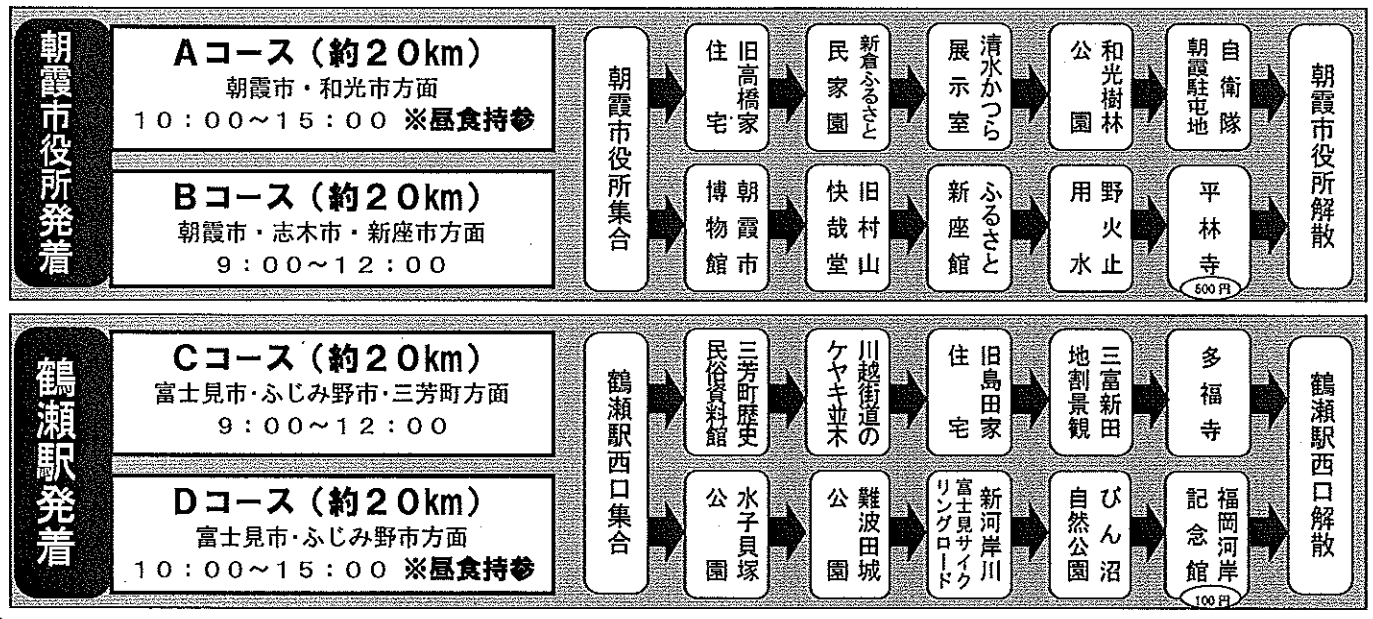 朝霞市役所発着
Aコース（約20km）
朝霞市・和光市方面
10：00～15：00 ※昼食持参
Bコース（約20km）
朝霞市・志木市・新座市方面
9：00～12：00
朝霞市役所集合
旧高橋家
住宅
新倉ふるさと
民家園
清水かつら
展示室
和光樹林
公園
自衛隊
朝霞駐屯地
朝霞市
博物館
旧村山
快哉堂
ふるさと
新座館
野火止
用水
平林寺
500円
朝霞市役所解散
鶴瀬駅発着
Cコース（約20km）
富士見市・ふじみ野市・三芳町方面
9：00～12：00
Dコース（約20km）
富士見市・ふじみ野市方面
10：00～15：00 ※昼食持参
鶴瀬駅西口集合
三芳町歴史
民俗資料館
川越街道の
ケヤキ並木
旧島田家
住宅
三富新田
地割景観
多福寺
水子貝塚
公園
難波田城
公園
新河岸川
富士見サイク
リングロード
びん沼
自然公園
福岡河岸
記念館
100円
鶴瀬駅西口解散